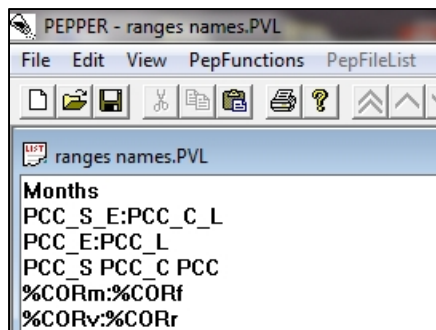 PEPPER - ranges names.PVL
File Edit View PepFunctions PepFileList
LIST ranges names.PVL
Months
PCC_S_E:PCC_C_L
PCC_E:PCC_L
PCC_S PCC_C PCC
%CORm:%CORf
%CORv:%CORr